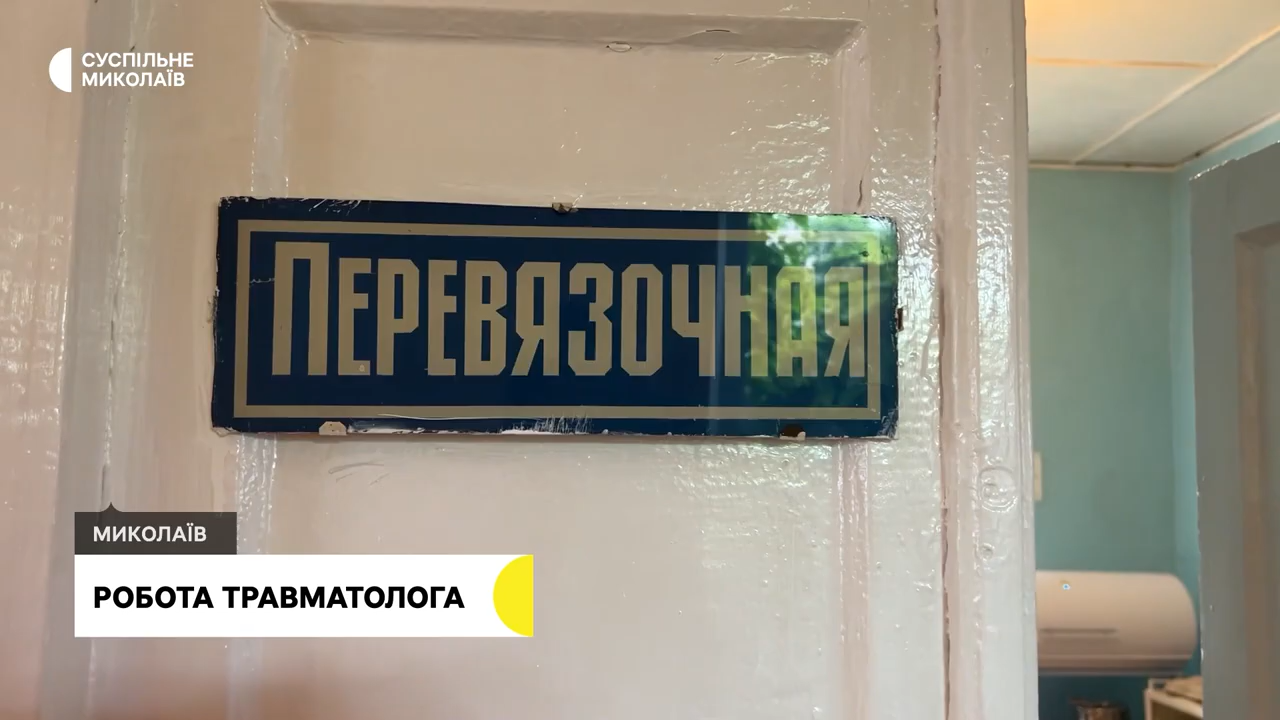 СУСПІЛЬНЕ
МИКОЛАЇВ
ПЕРЕВЯЗОЧНАЯ
МИКОЛАЇВ
РОБОТА ТРАВМАТОЛОГА